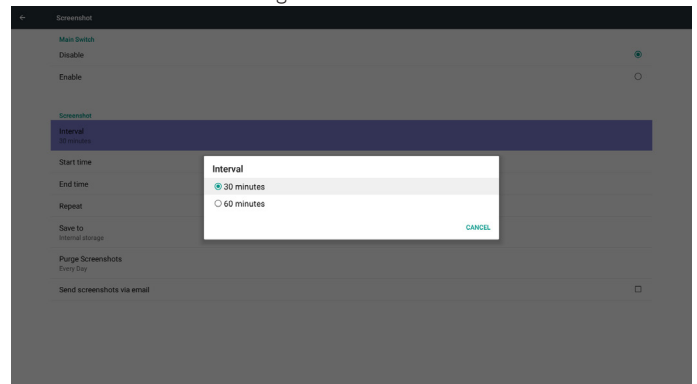 Screenshot
Main Switch
Disable
Enable
Screenshot
Interval
30 minutes
Start time
End time
Repeat
Save to
Internal storage
Purge Screenshots
Every Day
Send screenshots via email
Interval
30 minutes
60 minutes
CANCEL